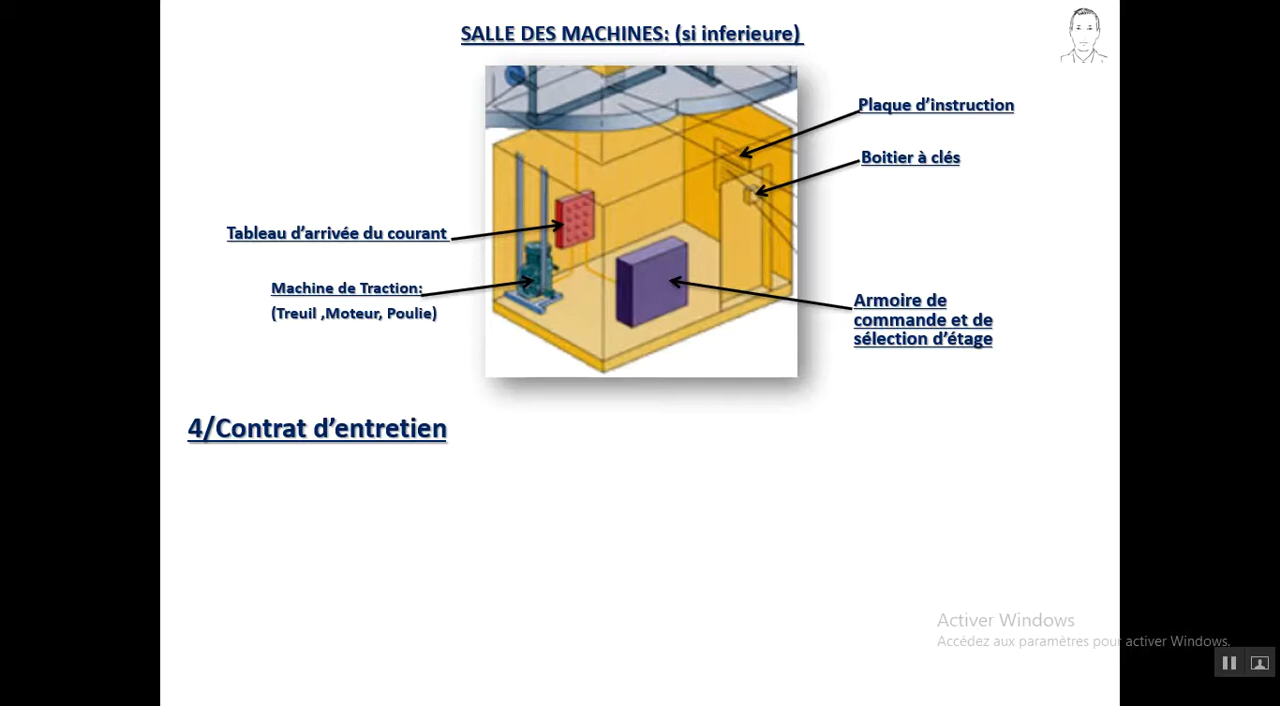 SALLE DES MACHINES: (si inferieure)
Plaque d’instruction
Boitier à clés
Tableau d’arrivée du courant
Machine de Traction:
(Treuil ,Moteur, Poulie)
Armoire de
commande et de
sélection d’étage
4/Contrat d’entretien
Activer Windows
Accédez aux paramètres pour activer Windows.